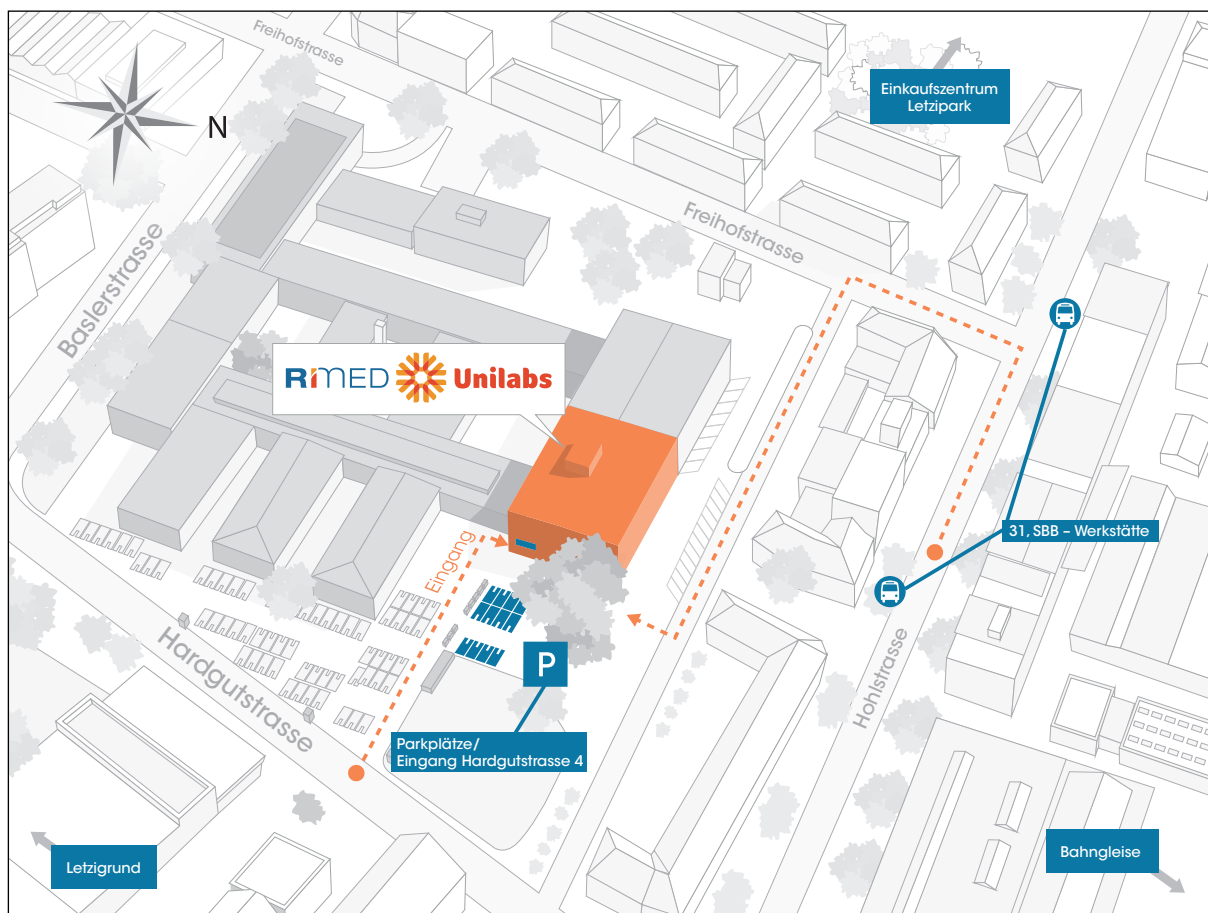 Freihofstrasse
Einkaufszentrum
Letzipark
N
Freihofstrasse
Baslerstrasse
RiMED Unilabs
31, SBB – Werkstätte
Eingang
P
Hardgutstrasse
Hohlstrasse
Parkplätze/
Eingang Hardgutstrasse 4
Letzigrund
Bahngleise